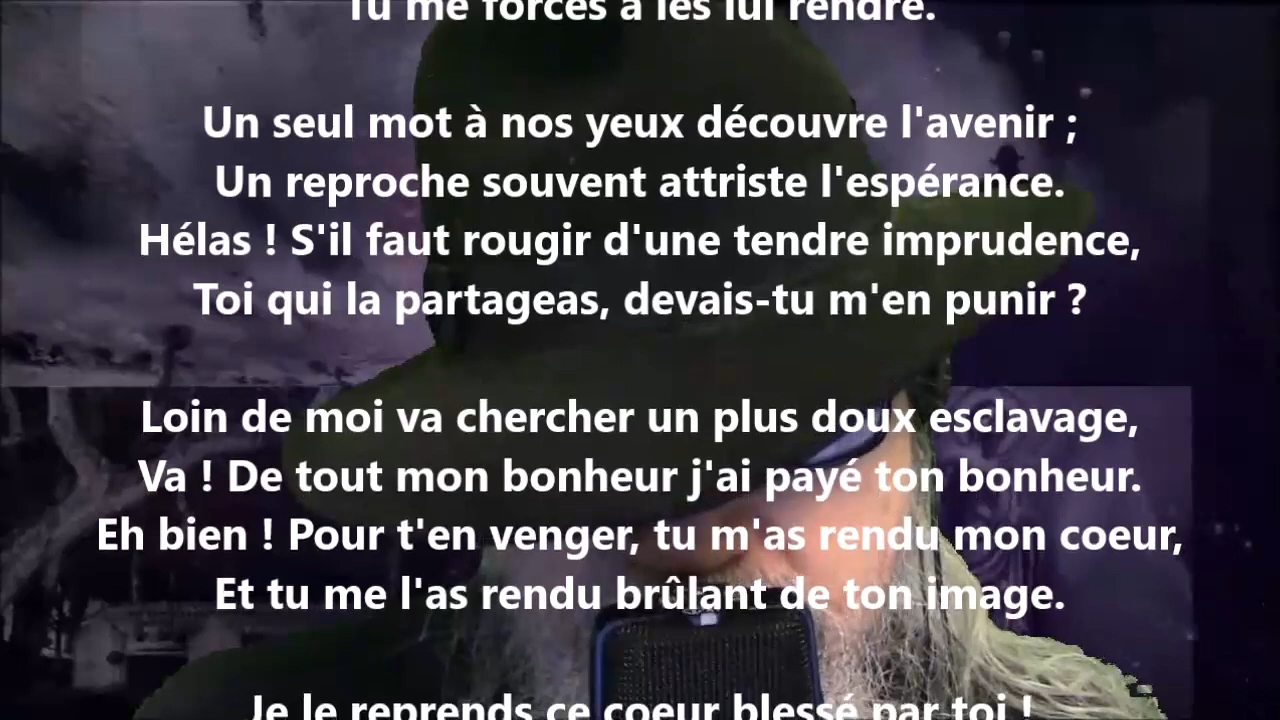 Tu me forces à les lui rendre.
Un seul mot à nos yeux découvre l'avenir ;
Un reproche souvent attriste l'espérance.
Hélas ! S'il faut rougir d'une tendre imprudence,
Toi qui la partageas, devais-tu m'en punir ?
Loin de moi va chercher un plus doux esclavage,
Va ! De tout mon bonheur j'ai payé ton bonheur.
Eh bien ! Pour t'en venger, tu m'as rendu mon coeur,
Et tu me l'as rendu brûlant de ton image.
Je le reprends ce coeur blessé par toi !